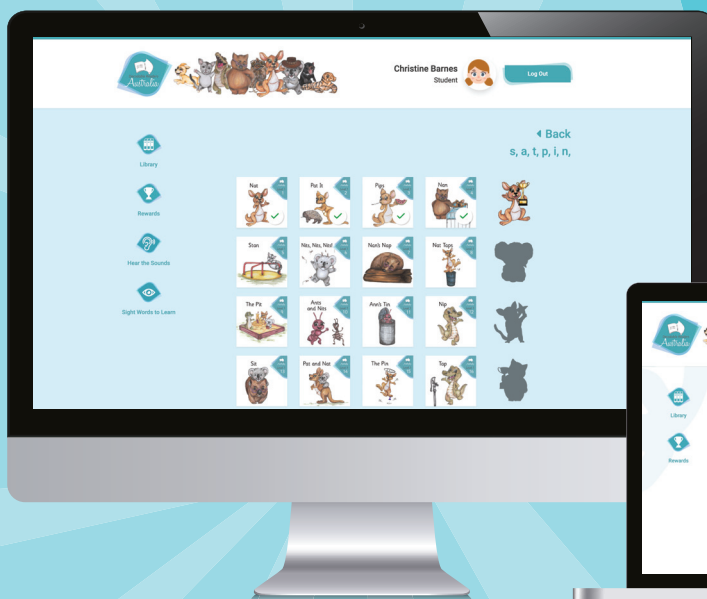 Australia
Christine Barnes
Student
Log Out
Back
s, a, t, p, i, n,
Library
Rewards
Hear the Sounds
Sight Words to Learn
Nat
Pat It
Pips
Nan
Stan
Nits, Nits, Nits!
Nan's Nap
Nat Taps
The Pit
Ants
and Nits
Ann's Tin
Nip
Sit
Pat and Nat
The Pin
Tap
Australia
Library
Rewards